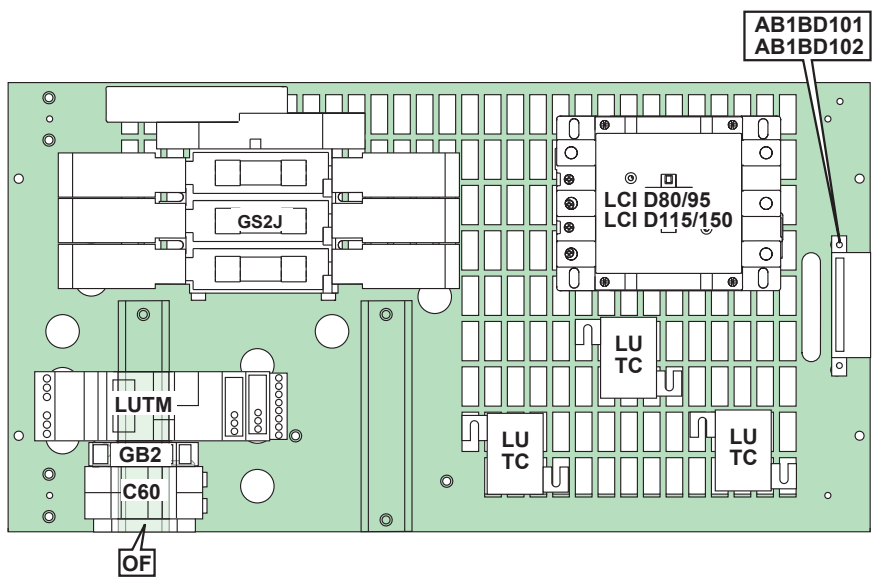 AB1BD101
AB1BD102
GS2J
LCI D80/95
LCI D115/150
LU
TC
LUTM
LU
TC
LU
TC
GB2
C60
OF